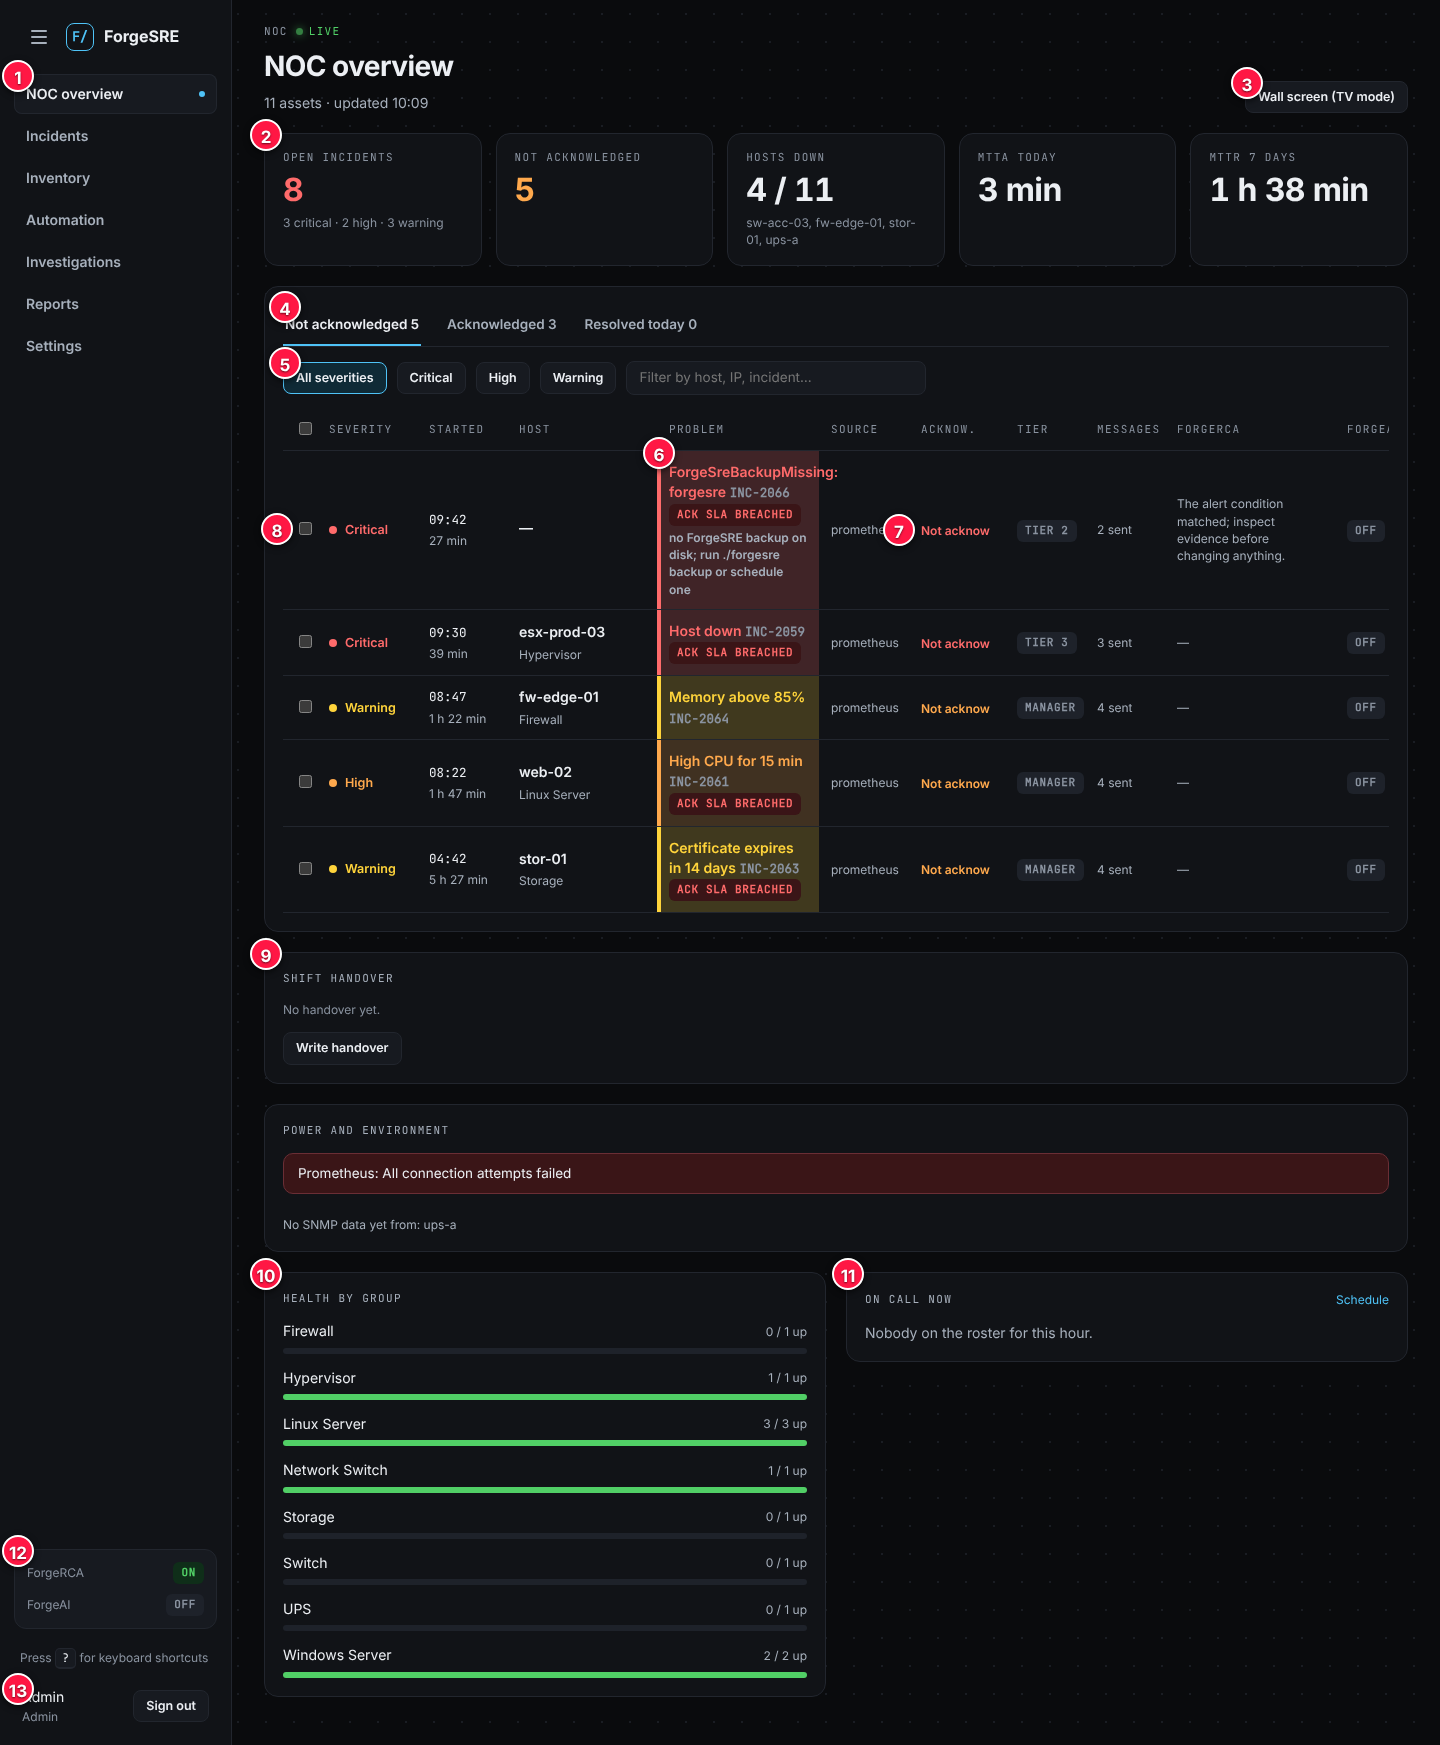 F/ ForgeSRE
1
NOC overview
Incidents
Inventory
Automation
Investigations
Reports
Settings
12
ForgeRCA ON
ForgeAI OFF
Press ? for keyboard shortcuts
13
admin
Admin
Sign out
NOC LIVE
NOC overview
11 assets · updated 10:09
3
Wall screen (TV mode)
2
OPEN INCIDENTS
8
3 critical · 2 high · 3 warning
NOT ACKNOWLEDGED
5
HOSTS DOWN
4 / 11
sw-acc-03, fw-edge-01, stor-
01, ups-a
MTTA TODAY
3 min
MTTR 7 DAYS
1 h 38 min
4
Not acknowledged 5 Acknowledged 3 Resolved today 0
5
All severities Critical High Warning Filter by host, IP, incident...
SEVERITY STARTED HOST PROBLEM SOURCE ACKNOW. TIER MESSAGES FORGERCA
6
8
Critical
09:42
27 min
—
ForgeSreBackupMissing:
forgesre INC-2066
ACK SLA BREACHED
no ForgeSRE backup on
disk; run ./forgesre
backup or schedule
one
7
Not acknow
TIER 2
2 sent
The alert condition
matched; inspect
evidence before
changing anything.
OFF
Critical
09:30
39 min
esx-prod-03
Hypervisor
Host down INC-2059
ACK SLA BREACHED
prometheus
Not acknow
TIER 3
3 sent
—
OFF
Warning
08:47
1 h 22 min
fw-edge-01
Firewall
Memory above 85%
INC-2064
prometheus
Not acknow
MANAGER
4 sent
—
OFF
High
08:22
1 h 47 min
web-02
Linux Server
High CPU for 15 min
INC-2061
ACK SLA BREACHED
prometheus
Not acknow
MANAGER
4 sent
—
OFF
Warning
04:42
5 h 27 min
stor-01
Storage
Certificate expires
in 14 days INC-2063
ACK SLA BREACHED
prometheus
Not acknow
MANAGER
4 sent
—
OFF
9
SHIFT HANDOVER
No handover yet.
Write handover
POWER AND ENVIRONMENT
Prometheus: All connection attempts failed
No SNMP data yet from: ups-a
10
HEALTH BY GROUP
Firewall 0 / 1 up
Hypervisor 1 / 1 up
Linux Server 3 / 3 up
Network Switch 1 / 1 up
Storage 0 / 1 up
Switch 0 / 1 up
UPS 0 / 1 up
Windows Server 2 / 2 up
11
ON CALL NOW Schedule
Nobody on the roster for this hour.